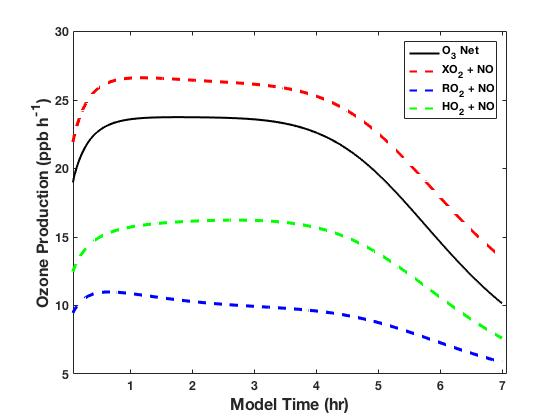 30
25
20
15
10
5
1 2 3 4 5 6 7
Ozone Production (ppb h⁻¹)
Model Time (hr)
O₃ Net
XO₂ + NO
RO₂ + NO
HO₂ + NO